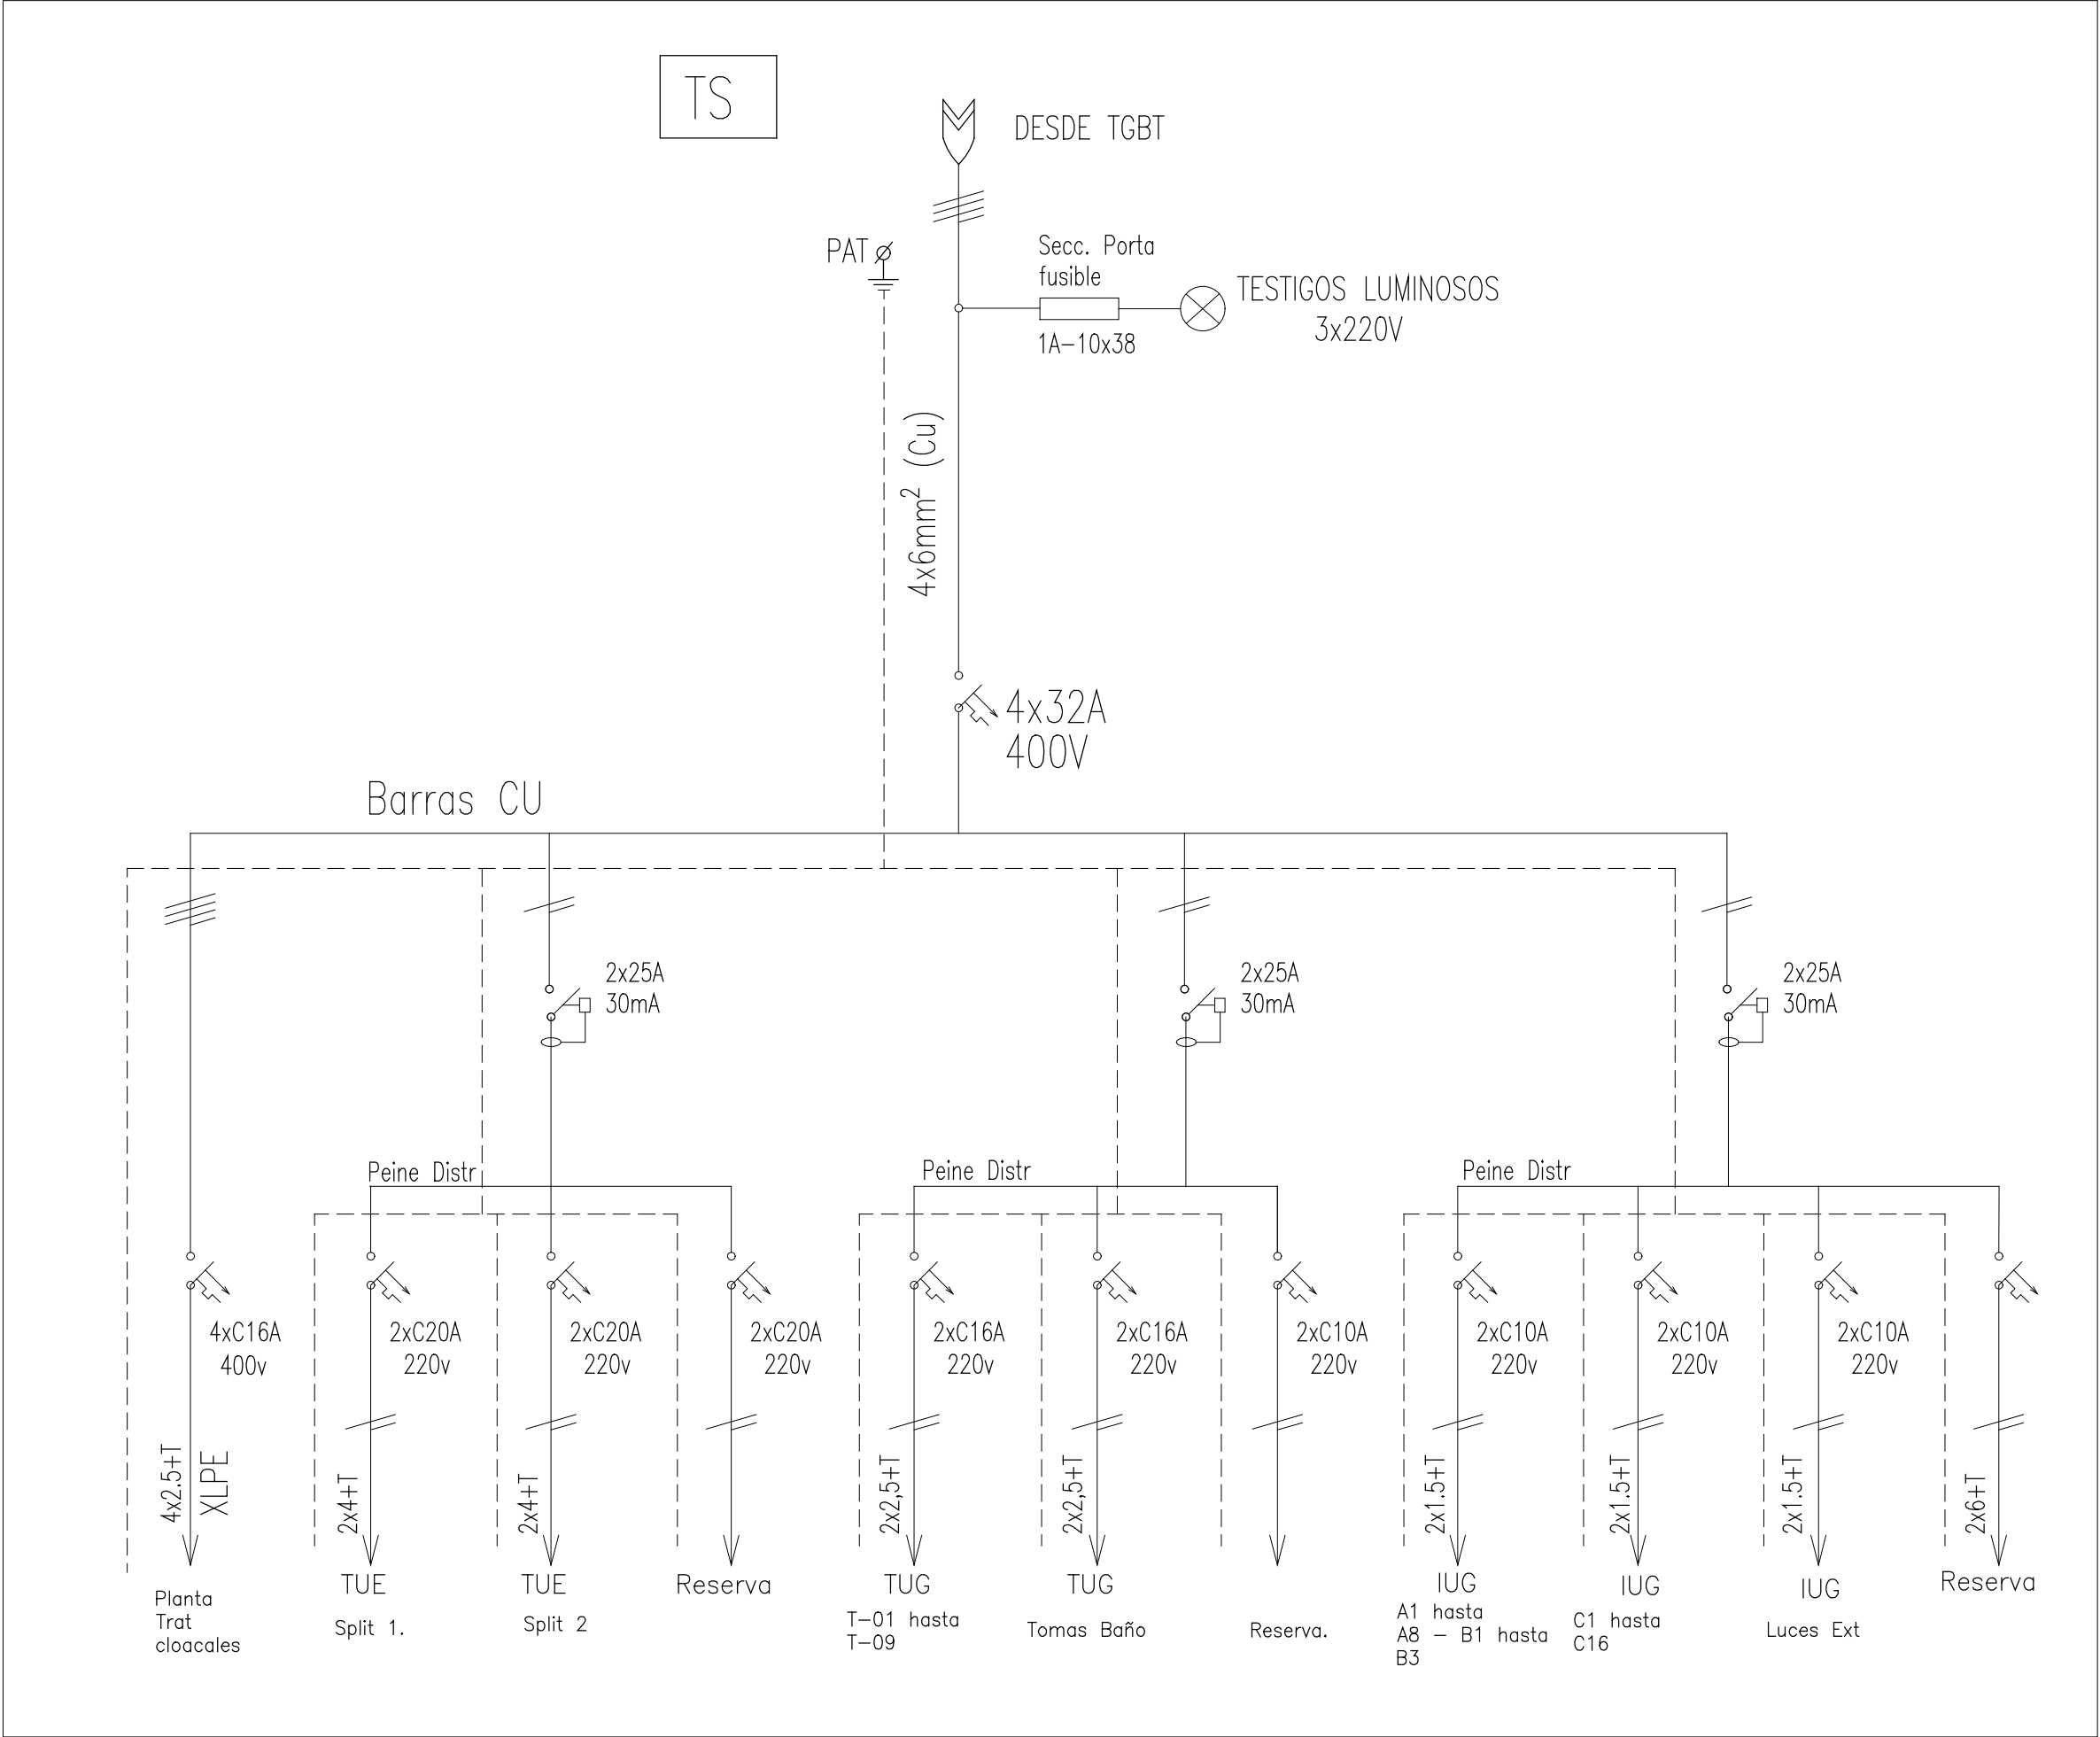 TS
DESDE TGBT
PAT
Secc. Porta
fusible
1A-10x38
TESTIGOS LUMINOSOS
3x220V
4x6mm² (Cu)
4x32A
400V
Barras CU
2x25A
30mA
2x25A
30mA
2x25A
30mA
Peine Distr
Peine Distr
Peine Distr
4xC16A
400v
2xC20A
220v
2xC20A
220v
2xC20A
220v
2xC16A
220v
2xC16A
220v
2xC10A
220v
2xC10A
220v
2xC10A
220v
2xC10A
220v
4x2.5+T
XLPE
2x4+T
2x4+T
2x2,5+T
2x2,5+T
2x1.5+T
2x1.5+T
2x1.5+T
2x6+T
Planta
Trat
cloacales
TUE
Split 1.
TUE
Split 2
Reserva
TUG
T-01 hasta
T-09
TUG
Tomas Baño
Reserva.
IUG
A1 hasta
A8 - B1 hasta
B3
IUG
C1 hasta
C16
IUG
Luces Ext
Reserva